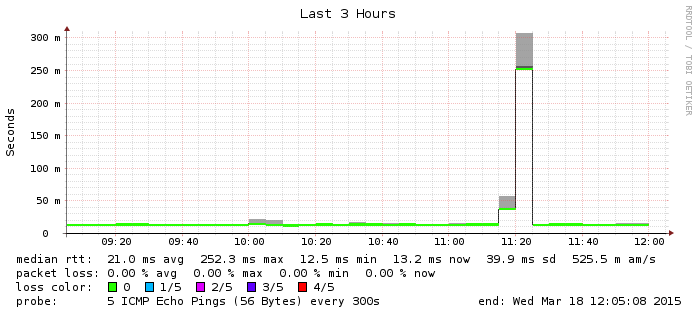 Last 3 Hours
RRDTOOL / TOBI OETIKER
Seconds
300 m
250 m
200 m
150 m
100 m
50 m
0
09:20 09:40 10:00 10:20 10:40 11:00 11:20 11:40 12:00
median rtt: 21.0 ms avg 252.3 ms max 12.5 ms min 13.2 ms now 39.9 ms sd 525.5 m am/s
packet loss: 0.00 % avg 0.00 % max 0.00 % min 0.00 % now
loss color: 0 1/5 2/5 3/5 4/5
probe: 5 ICMP Echo Pings (56 Bytes) every 300s end: Wed Mar 18 12:05:08 2015